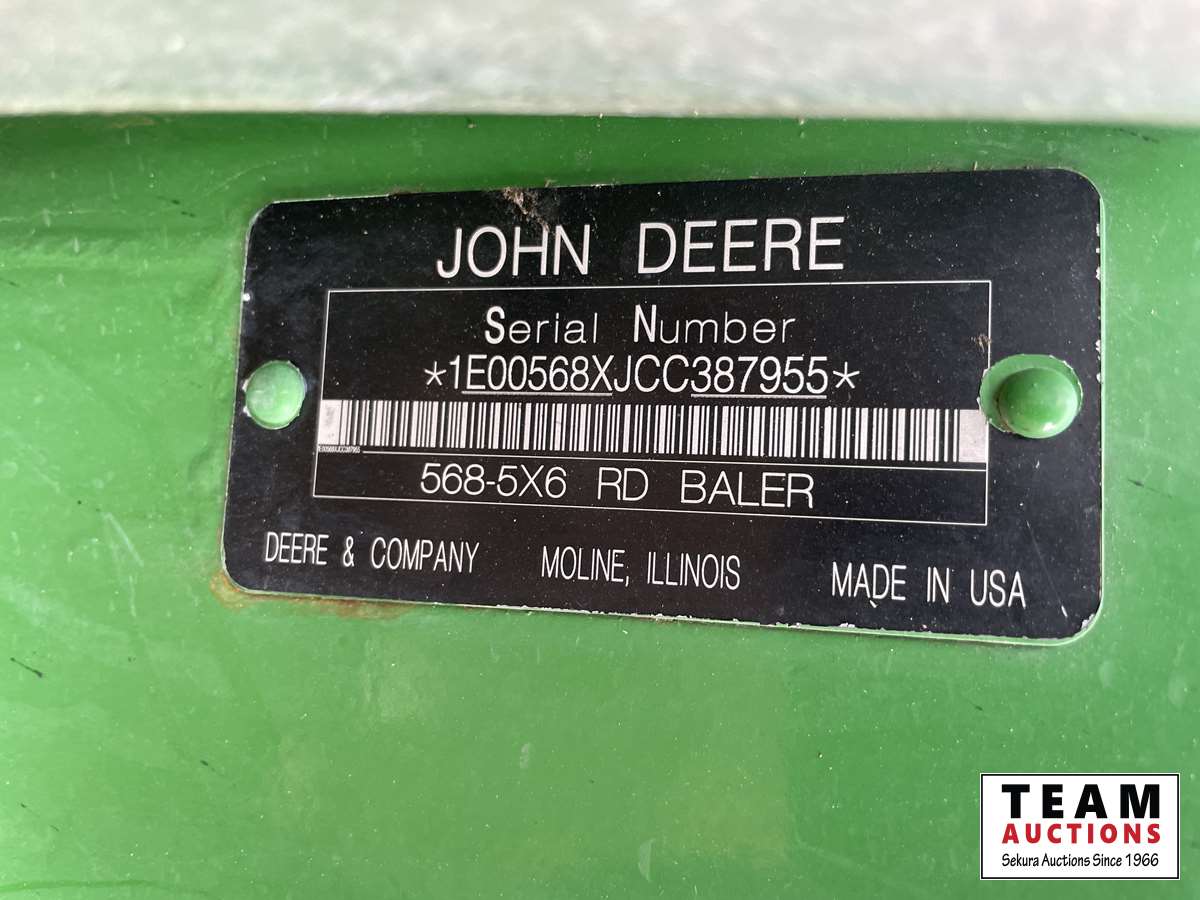 JOHN DEERE
Serial Number
*1E00568XJCC387955*
1E00568XJCC387955
568-5X6 RD BALER
DEERE & COMPANY MOLINE, ILLINOIS MADE IN USA
TEAM
AUCTIONS
Sekura Auctions Since 1966